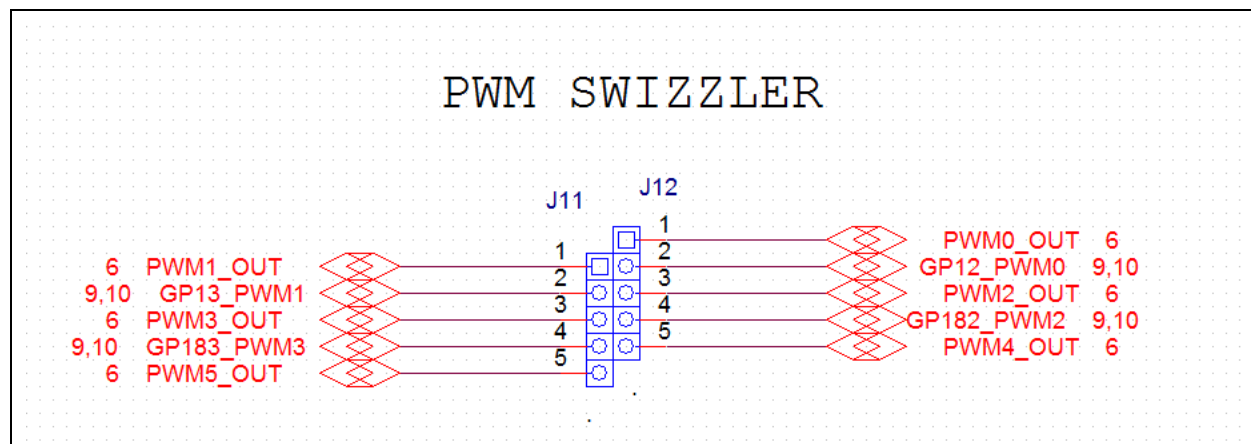 PWM SWIZZLER
J11
J12
1 PWM0_OUT 6
6 PWM1_OUT 1
2 GP12_PWM0 9,10
9,10 GP13_PWM1 2
3 PWM2_OUT 6
6 PWM3_OUT 3
4 GP182_PWM2 9,10
9,10 GP183_PWM3 4
5 PWM4_OUT 6
6 PWM5_OUT 5